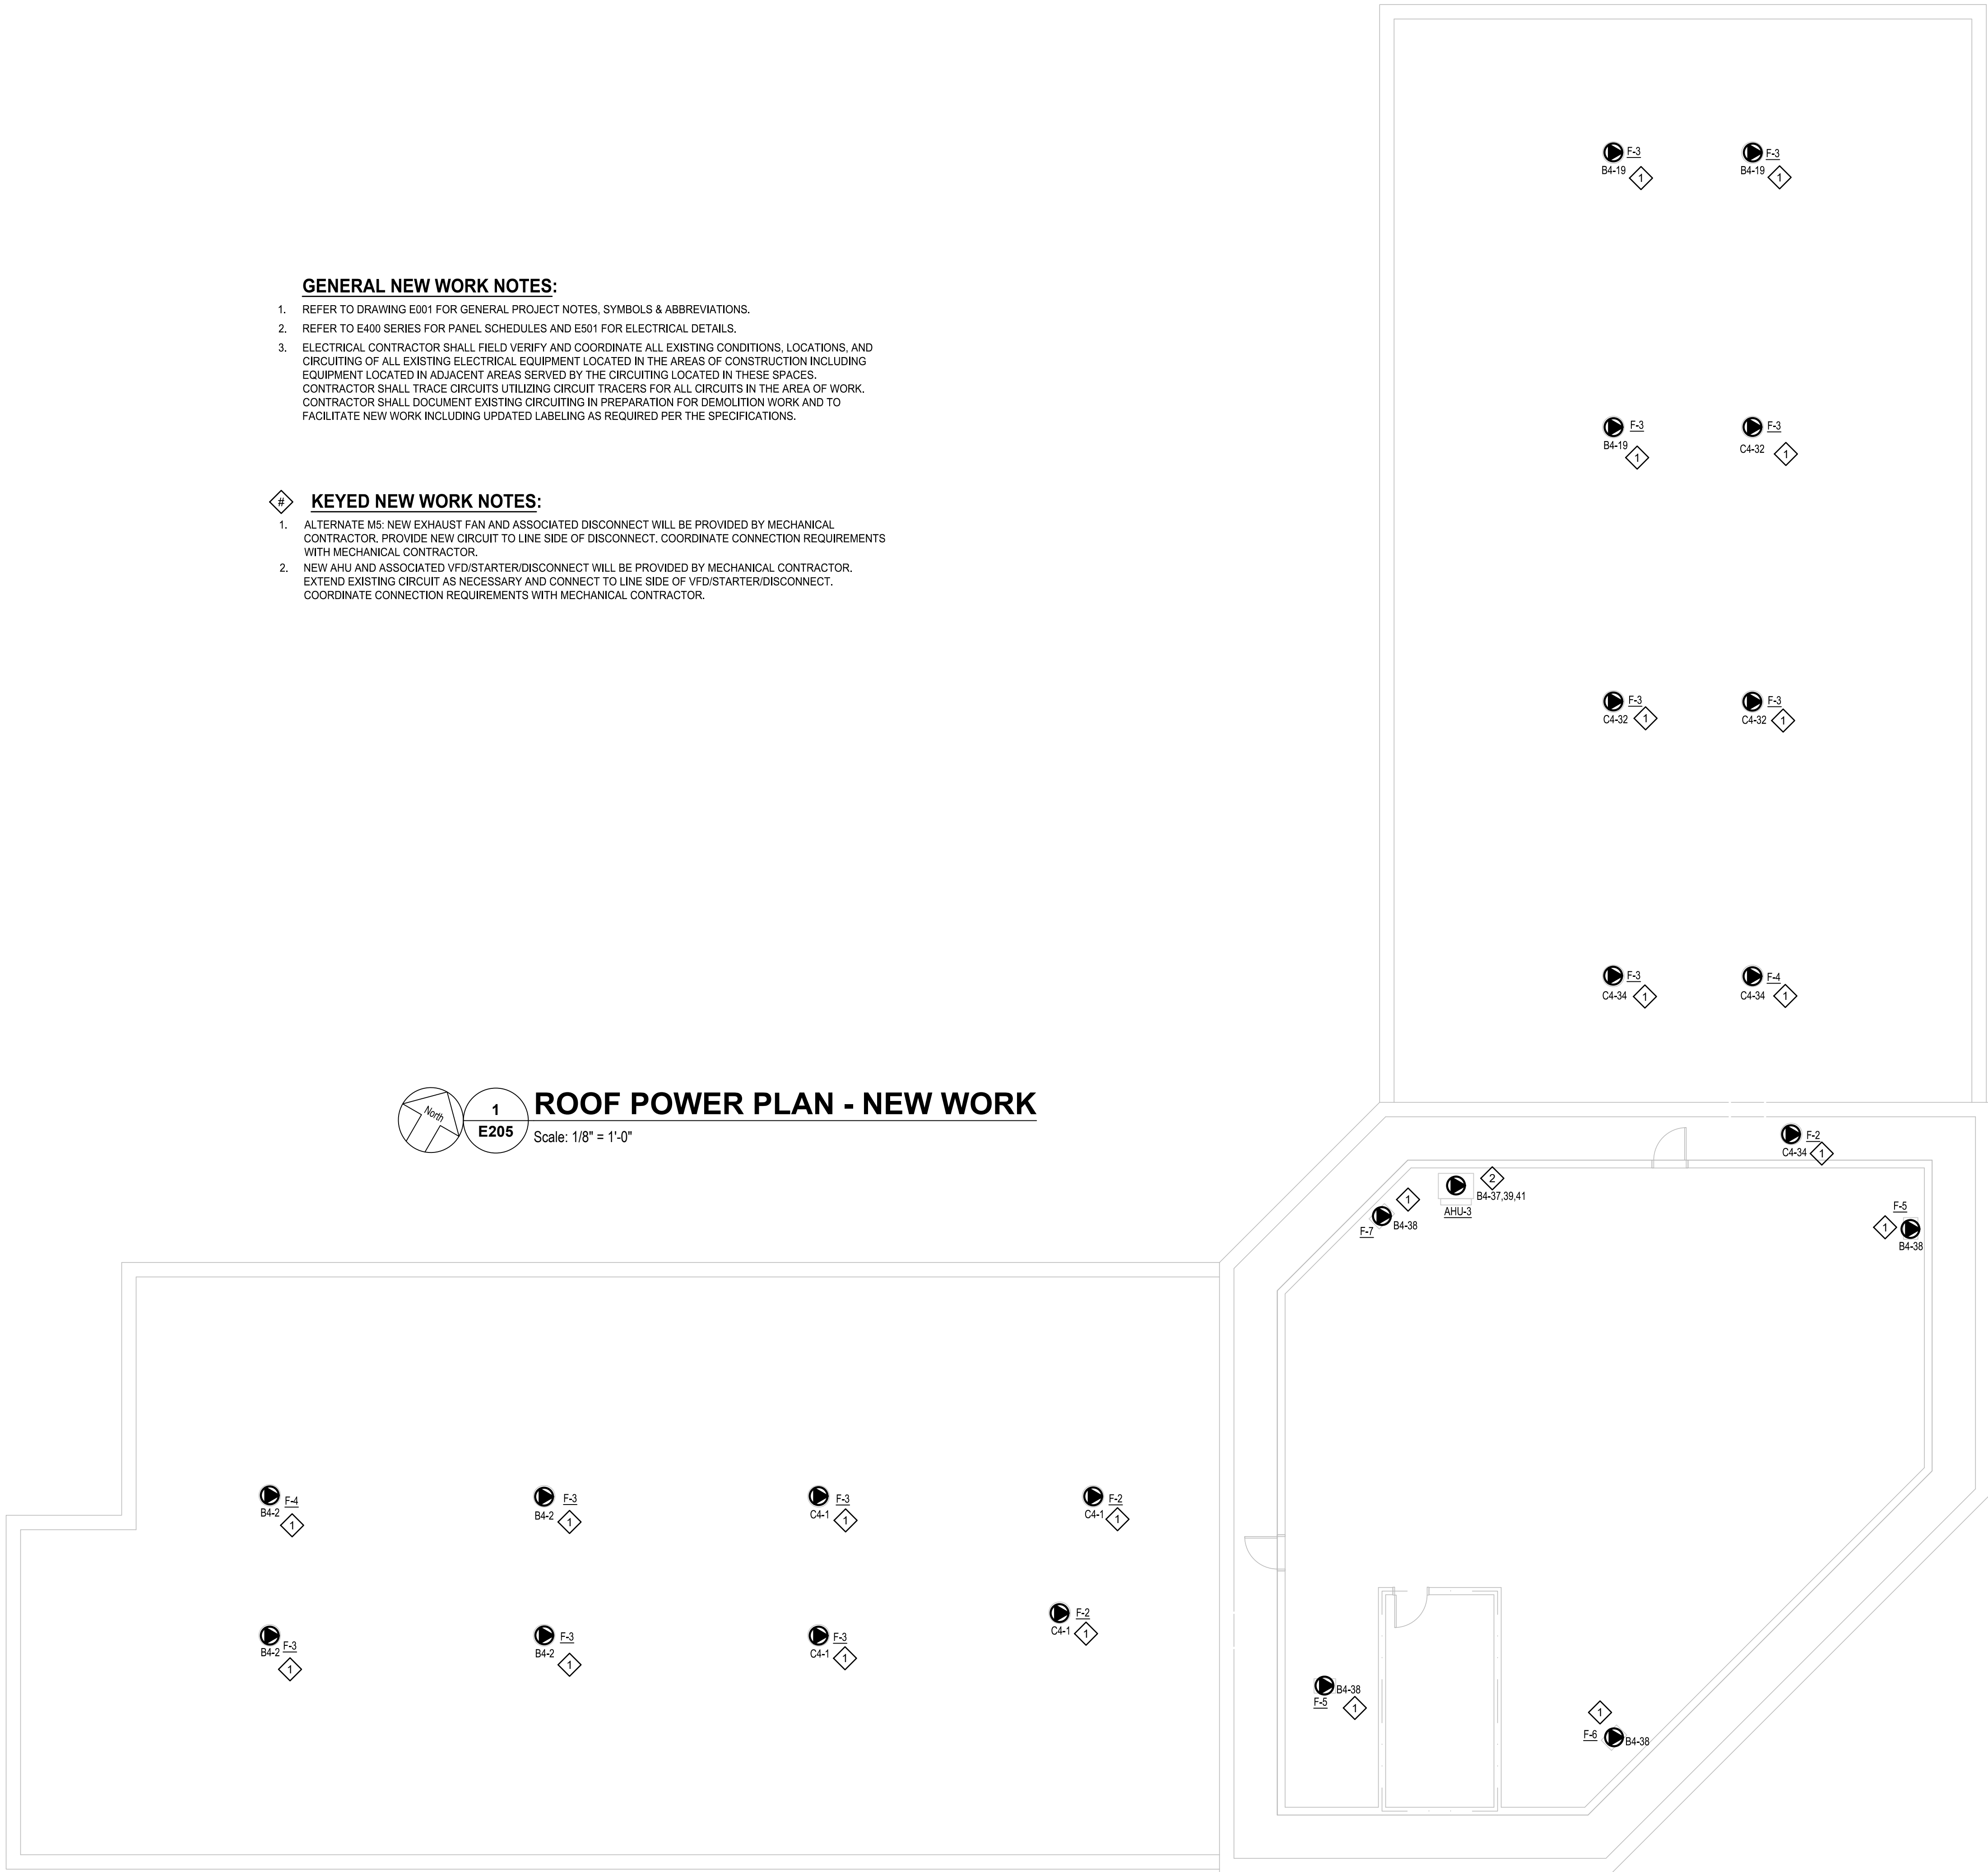 F-3
B4-19
1
F-3
B4-19
1
GENERAL NEW WORK NOTES:
1. REFER TO DRAWING E001 FOR GENERAL PROJECT NOTES, SYMBOLS & ABBREVIATIONS.
2. REFER TO E400 SERIES FOR PANEL SCHEDULES AND E501 FOR ELECTRICAL DETAILS.
3. ELECTRICAL CONTRACTOR SHALL FIELD VERIFY AND COORDINATE ALL EXISTING CONDITIONS, LOCATIONS, AND
CIRCUITING OF ALL EXISTING ELECTRICAL EQUIPMENT LOCATED IN THE AREAS OF CONSTRUCTION INCLUDING
EQUIPMENT LOCATED IN ADJACENT AREAS SERVED BY THE CIRCUITING LOCATED IN THESE SPACES.
CONTRACTOR SHALL TRACE CIRCUITS UTILIZING CIRCUIT TRACERS FOR ALL CIRCUITS IN THE AREA OF WORK.
CONTRACTOR SHALL DOCUMENT EXISTING CIRCUITING IN PREPARATION FOR DEMOLITION WORK AND TO
FACILITATE NEW WORK INCLUDING UPDATED LABELING AS REQUIRED PER THE SPECIFICATIONS.
F-3
B4-19
1
F-3
C4-32
1
# KEYED NEW WORK NOTES:
1. ALTERNATE M5: NEW EXHAUST FAN AND ASSOCIATED DISCONNECT WILL BE PROVIDED BY MECHANICAL
CONTRACTOR. PROVIDE NEW CIRCUIT TO LINE SIDE OF DISCONNECT. COORDINATE CONNECTION REQUIREMENTS
WITH MECHANICAL CONTRACTOR.
2. NEW AHU AND ASSOCIATED VFD/STARTER/DISCONNECT WILL BE PROVIDED BY MECHANICAL CONTRACTOR.
EXTEND EXISTING CIRCUIT AS NECESSARY AND CONNECT TO LINE SIDE OF VFD/STARTER/DISCONNECT.
COORDINATE CONNECTION REQUIREMENTS WITH MECHANICAL CONTRACTOR.
F-3
C4-32
1
F-3
C4-32
1
F-3
C4-34
1
F-4
C4-34
1
North
1
E205
ROOF POWER PLAN - NEW WORK
Scale: 1/8" = 1'-0"
F-2
C4-34
1
2
B4-37,39,41
AHU-3
1
B4-38
F-7
F-5
1
B4-38
F-4
B4-2
1
F-3
B4-2
1
F-3
C4-1
1
F-2
C4-1
1
F-3
B4-2
1
F-3
B4-2
1
F-3
C4-1
1
F-2
C4-1
1
B4-38
F-5
1
1
F-6
B4-38